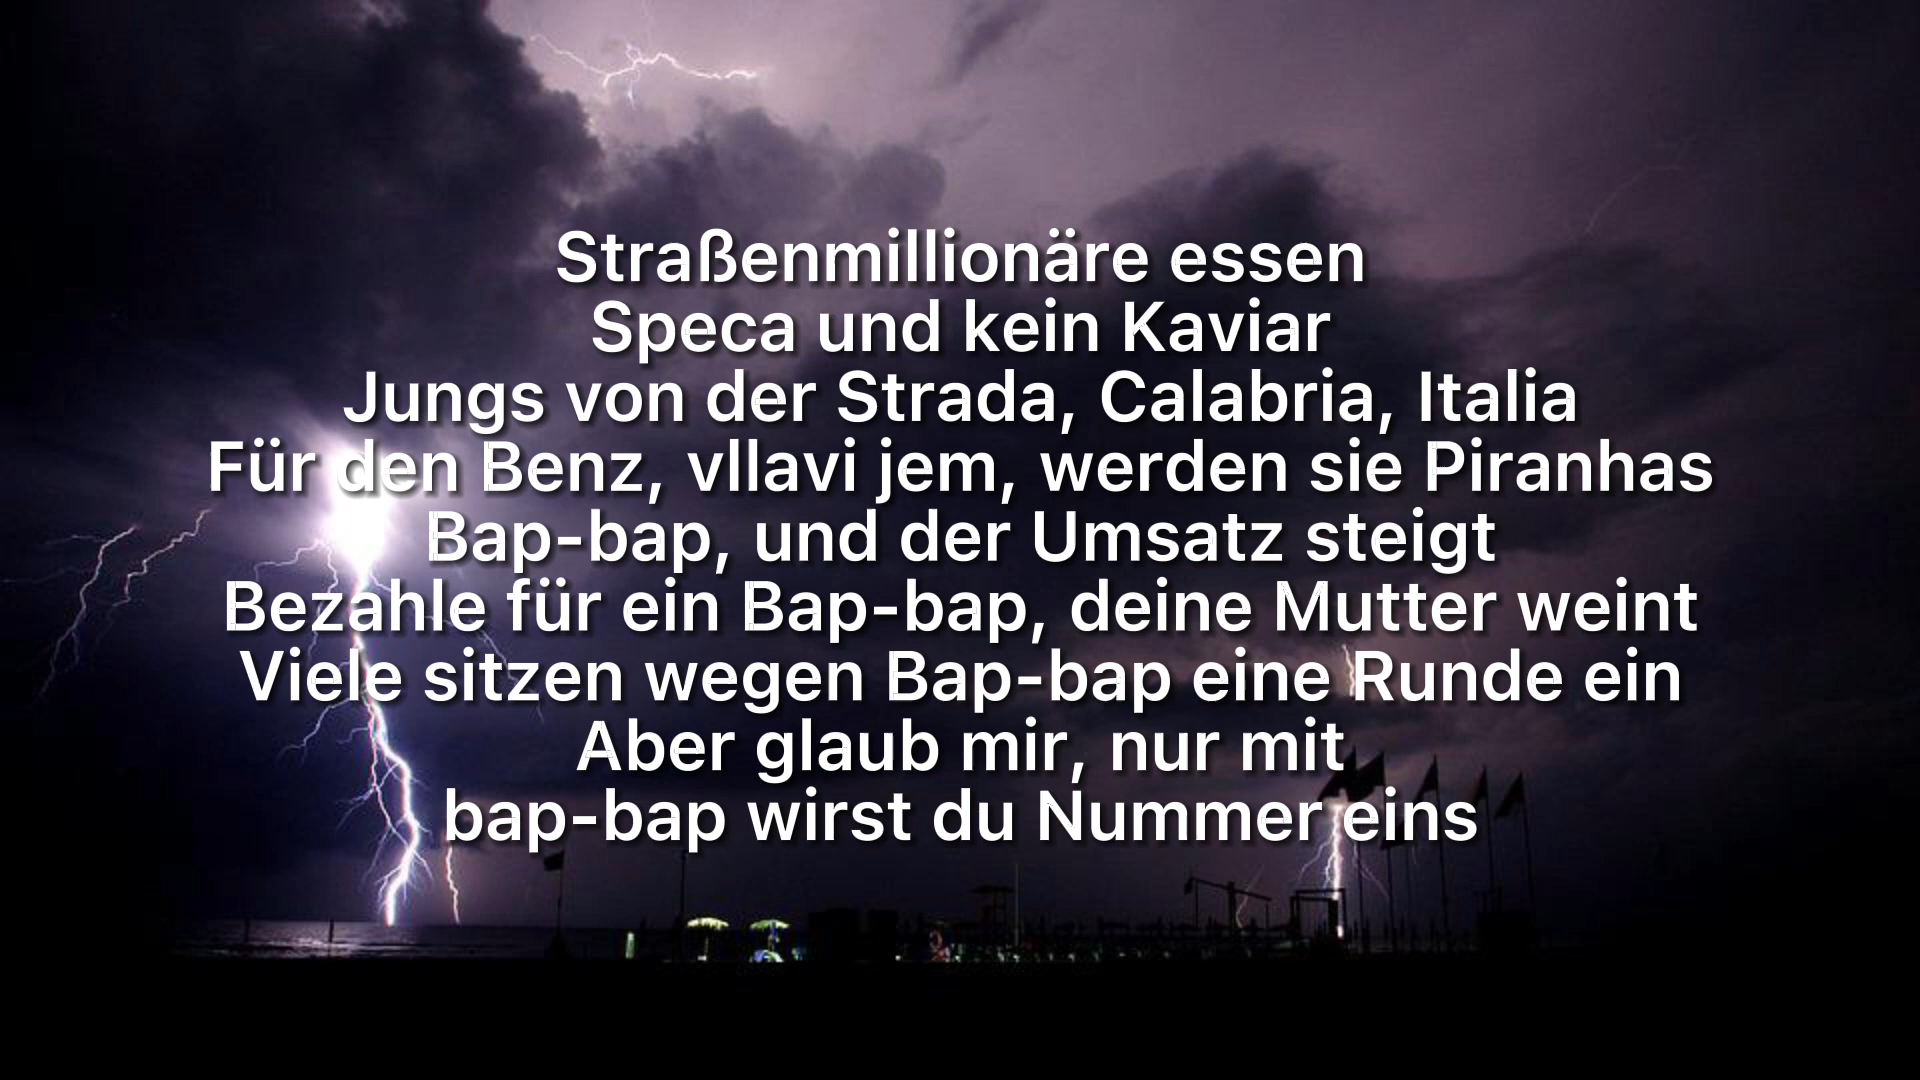 Straßenmillionäre essen
Speca und kein Kaviar
Jungs von der Strada, Calabria, Italia
Für den Benz, vllavi jem, werden sie Piranhas
Bap-bap, und der Umsatz steigt
Bezahle für ein Bap-bap, deine Mutter weint
Viele sitzen wegen Bap-bap eine Runde ein
Aber glaub mir, nur mit
bap-bap wirst du Nummer eins